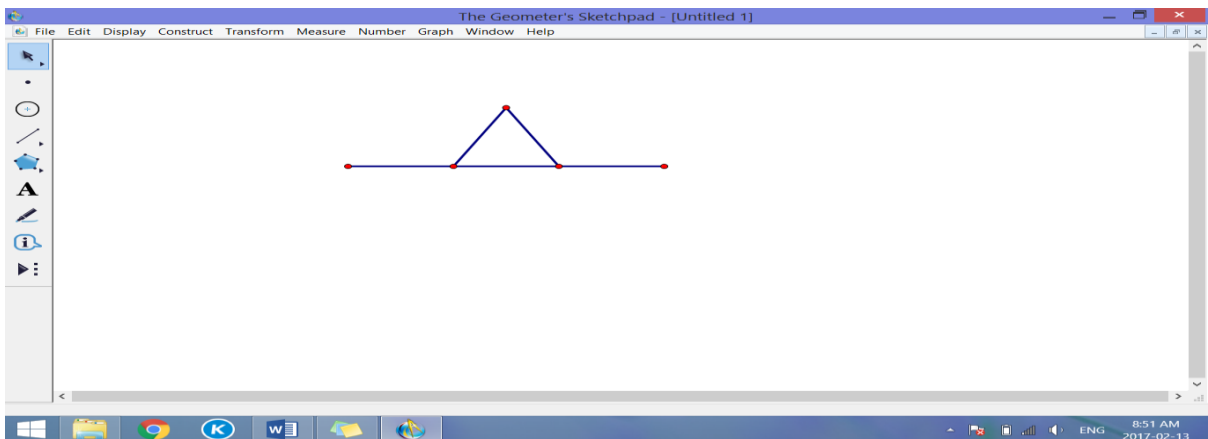 The Geometer's Sketchpad - [Untitled 1]
File Edit Display Construct Transform Measure Number Graph Window Help
A
i
K
W
ENG
8:51 AM
2017-02-13